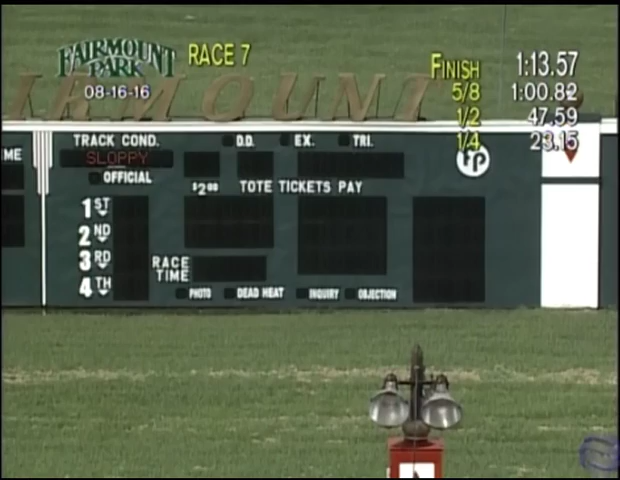 FAIRMOUNT PARK
RACE 7
08-16-16
FINISH 1:13.57
5/8 1:00.82
1/2 47.59
1/4 23.15
TRACK COND. D.D. EX. TRI.
SLOPPY
OFFICIAL
$2.00 TOTE TICKETS PAY
1ST
2ND
3RD
4TH
RACE TIME
PHOTO DEAD HEAT INQUIRY OBJECTION